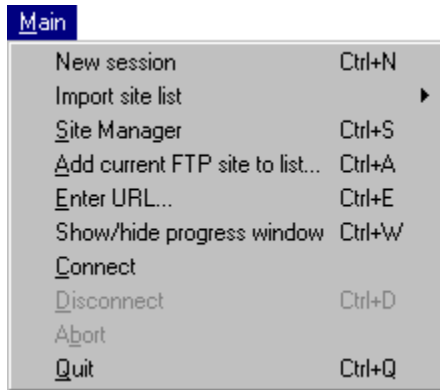 Main
New session Ctrl+N
Import site list
Site Manager Ctrl+S
Add current FTP site to list... Ctrl+A
Enter URL... Ctrl+E
Show/hide progress window Ctrl+W
Connect
Disconnect Ctrl+D
Abort
Quit Ctrl+Q